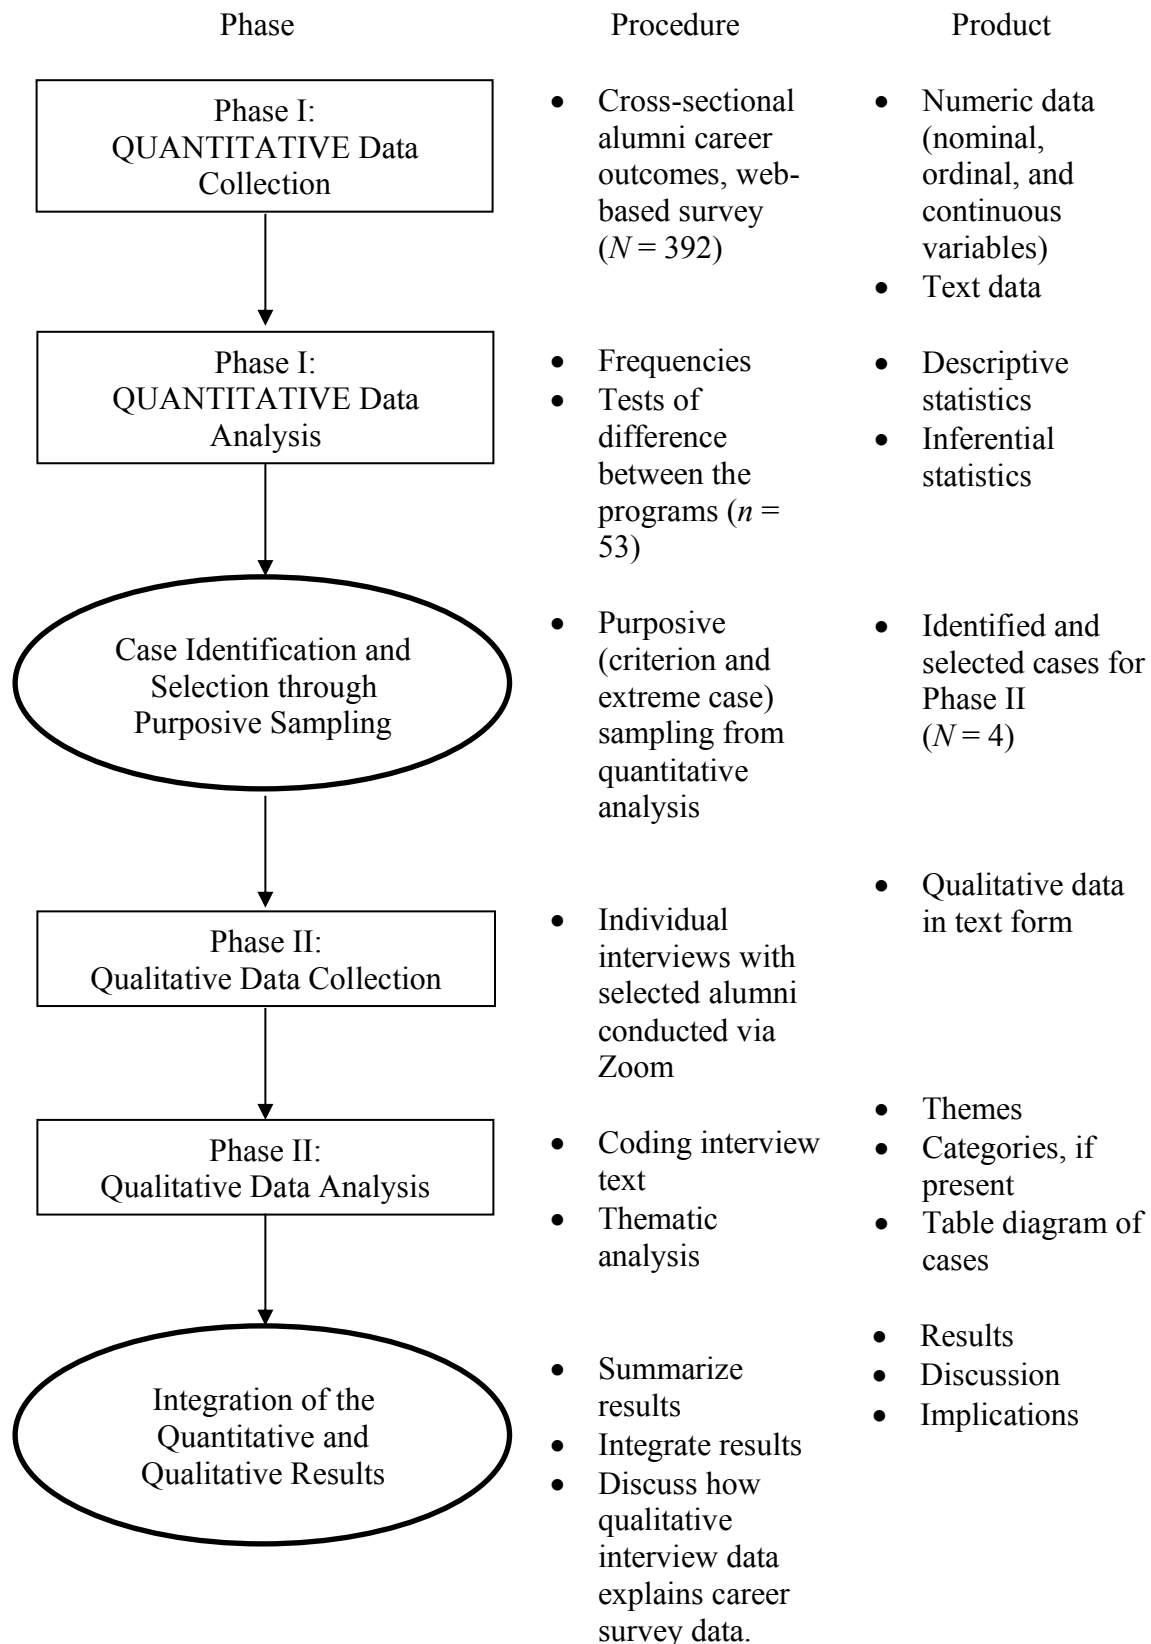 Phase
Procedure
Product
Phase I:
QUANTITATIVE Data
Collection
• Cross-sectional
alumni career
outcomes, web-
based survey
(N = 392)
• Numeric data
(nominal,
ordinal, and
continuous
variables)
• Text data
Phase I:
QUANTITATIVE Data
Analysis
• Frequencies
• Tests of
difference
between the
programs (n =
53)
• Descriptive
statistics
• Inferential
statistics
Case Identification and
Selection through
Purposive Sampling
• Purposive
(criterion and
extreme case)
sampling from
quantitative
analysis
• Identified and
selected cases for
Phase II
(N = 4)
Phase II:
Qualitative Data Collection
• Individual
interviews with
selected alumni
conducted via
Zoom
• Qualitative data
in text form
Phase II:
Qualitative Data Analysis
• Coding interview
text
• Thematic
analysis
• Themes
• Categories, if
present
• Table diagram of
cases
Integration of the
Quantitative and
Qualitative Results
• Summarize
results
• Integrate results
• Discuss how
qualitative
interview data
explains career
survey data.
• Results
• Discussion
• Implications